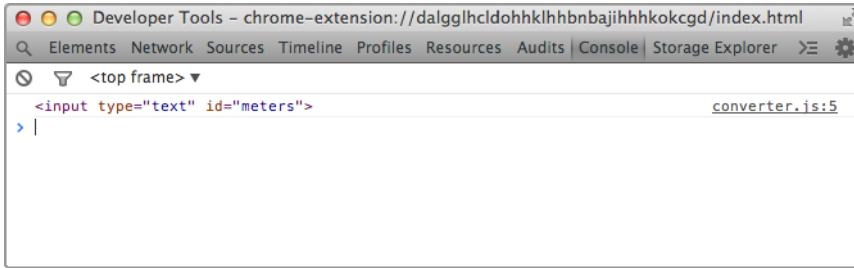 Developer Tools - chrome-extension://dalgglhcldohhklhhbnbajihhhkokcgd/index.html
Elements Network Sources Timeline Profiles Resources Audits Console Storage Explorer
<top frame> ▼
<input type="text" id="meters"> converter.js:5
>